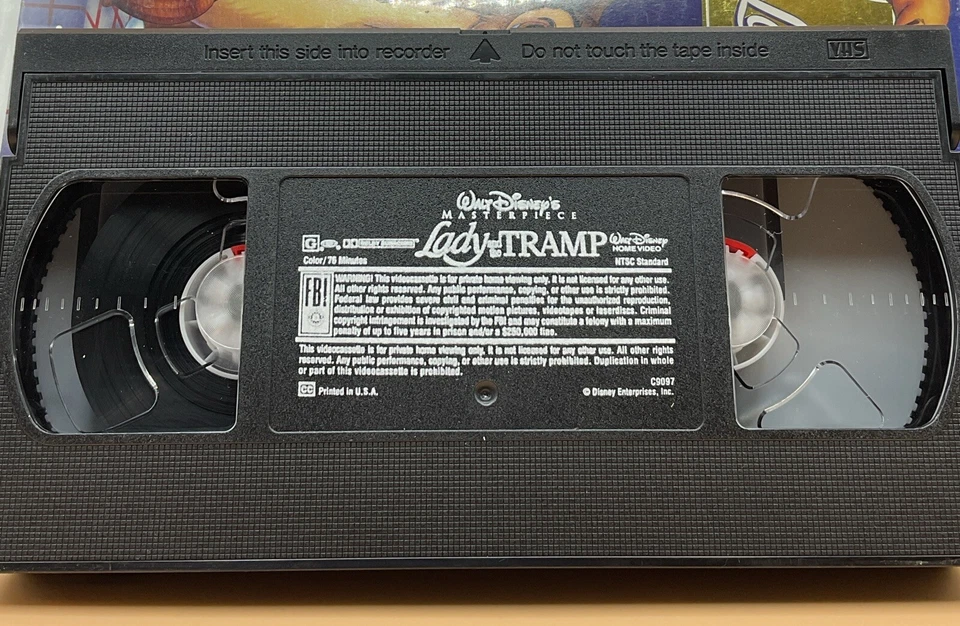 Insert this side into recorder Do not touch the tape inside VHS
WALT DISNEY'S
MASTERPIECE
Lady and the TRAMP
G DOLBY SURROUND WALT DISNEY
HOME VIDEO
Color/76 Minutes NTSC Standard
FBI
WARNING! This videocassette is for private home viewing only. It is not licensed for any other use.
All other rights reserved. Any public performance, copying, or other use is strictly prohibited.
Federal law provides severe civil and criminal penalties for the unauthorized reproduction,
distribution or exhibition of copyrighted motion pictures, videotapes or laserdiscs. Criminal
copyright infringement is investigated by the FBI and may constitute a felony with a maximum
penalty of up to five years in prison and/or a $250,000 fine.
This videocassette is for private home viewing only. It is not licensed for any other use. All other rights
reserved. Any public performance, copying, or other use is strictly prohibited. Duplication in whole
or part of this videocassette is prohibited.
C9097
CC Printed in U.S.A. © Disney Enterprises, Inc.